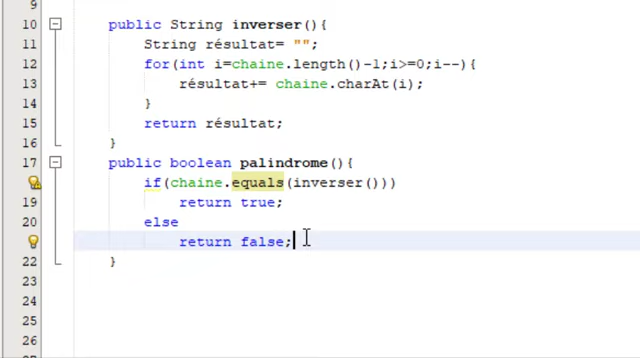 9
10 public String inverser(){
11 String résultat= "";
12 for(int i=chaine.length()-1;i>=0;i--){
13 résultat+= chaine.charAt(i);
14 }
15 return résultat;
16 }
17 public boolean palindrome(){
if(chaine.equals(inverser()))
19 return true;
20 else
return false;
22 }
23
24
25
26
27